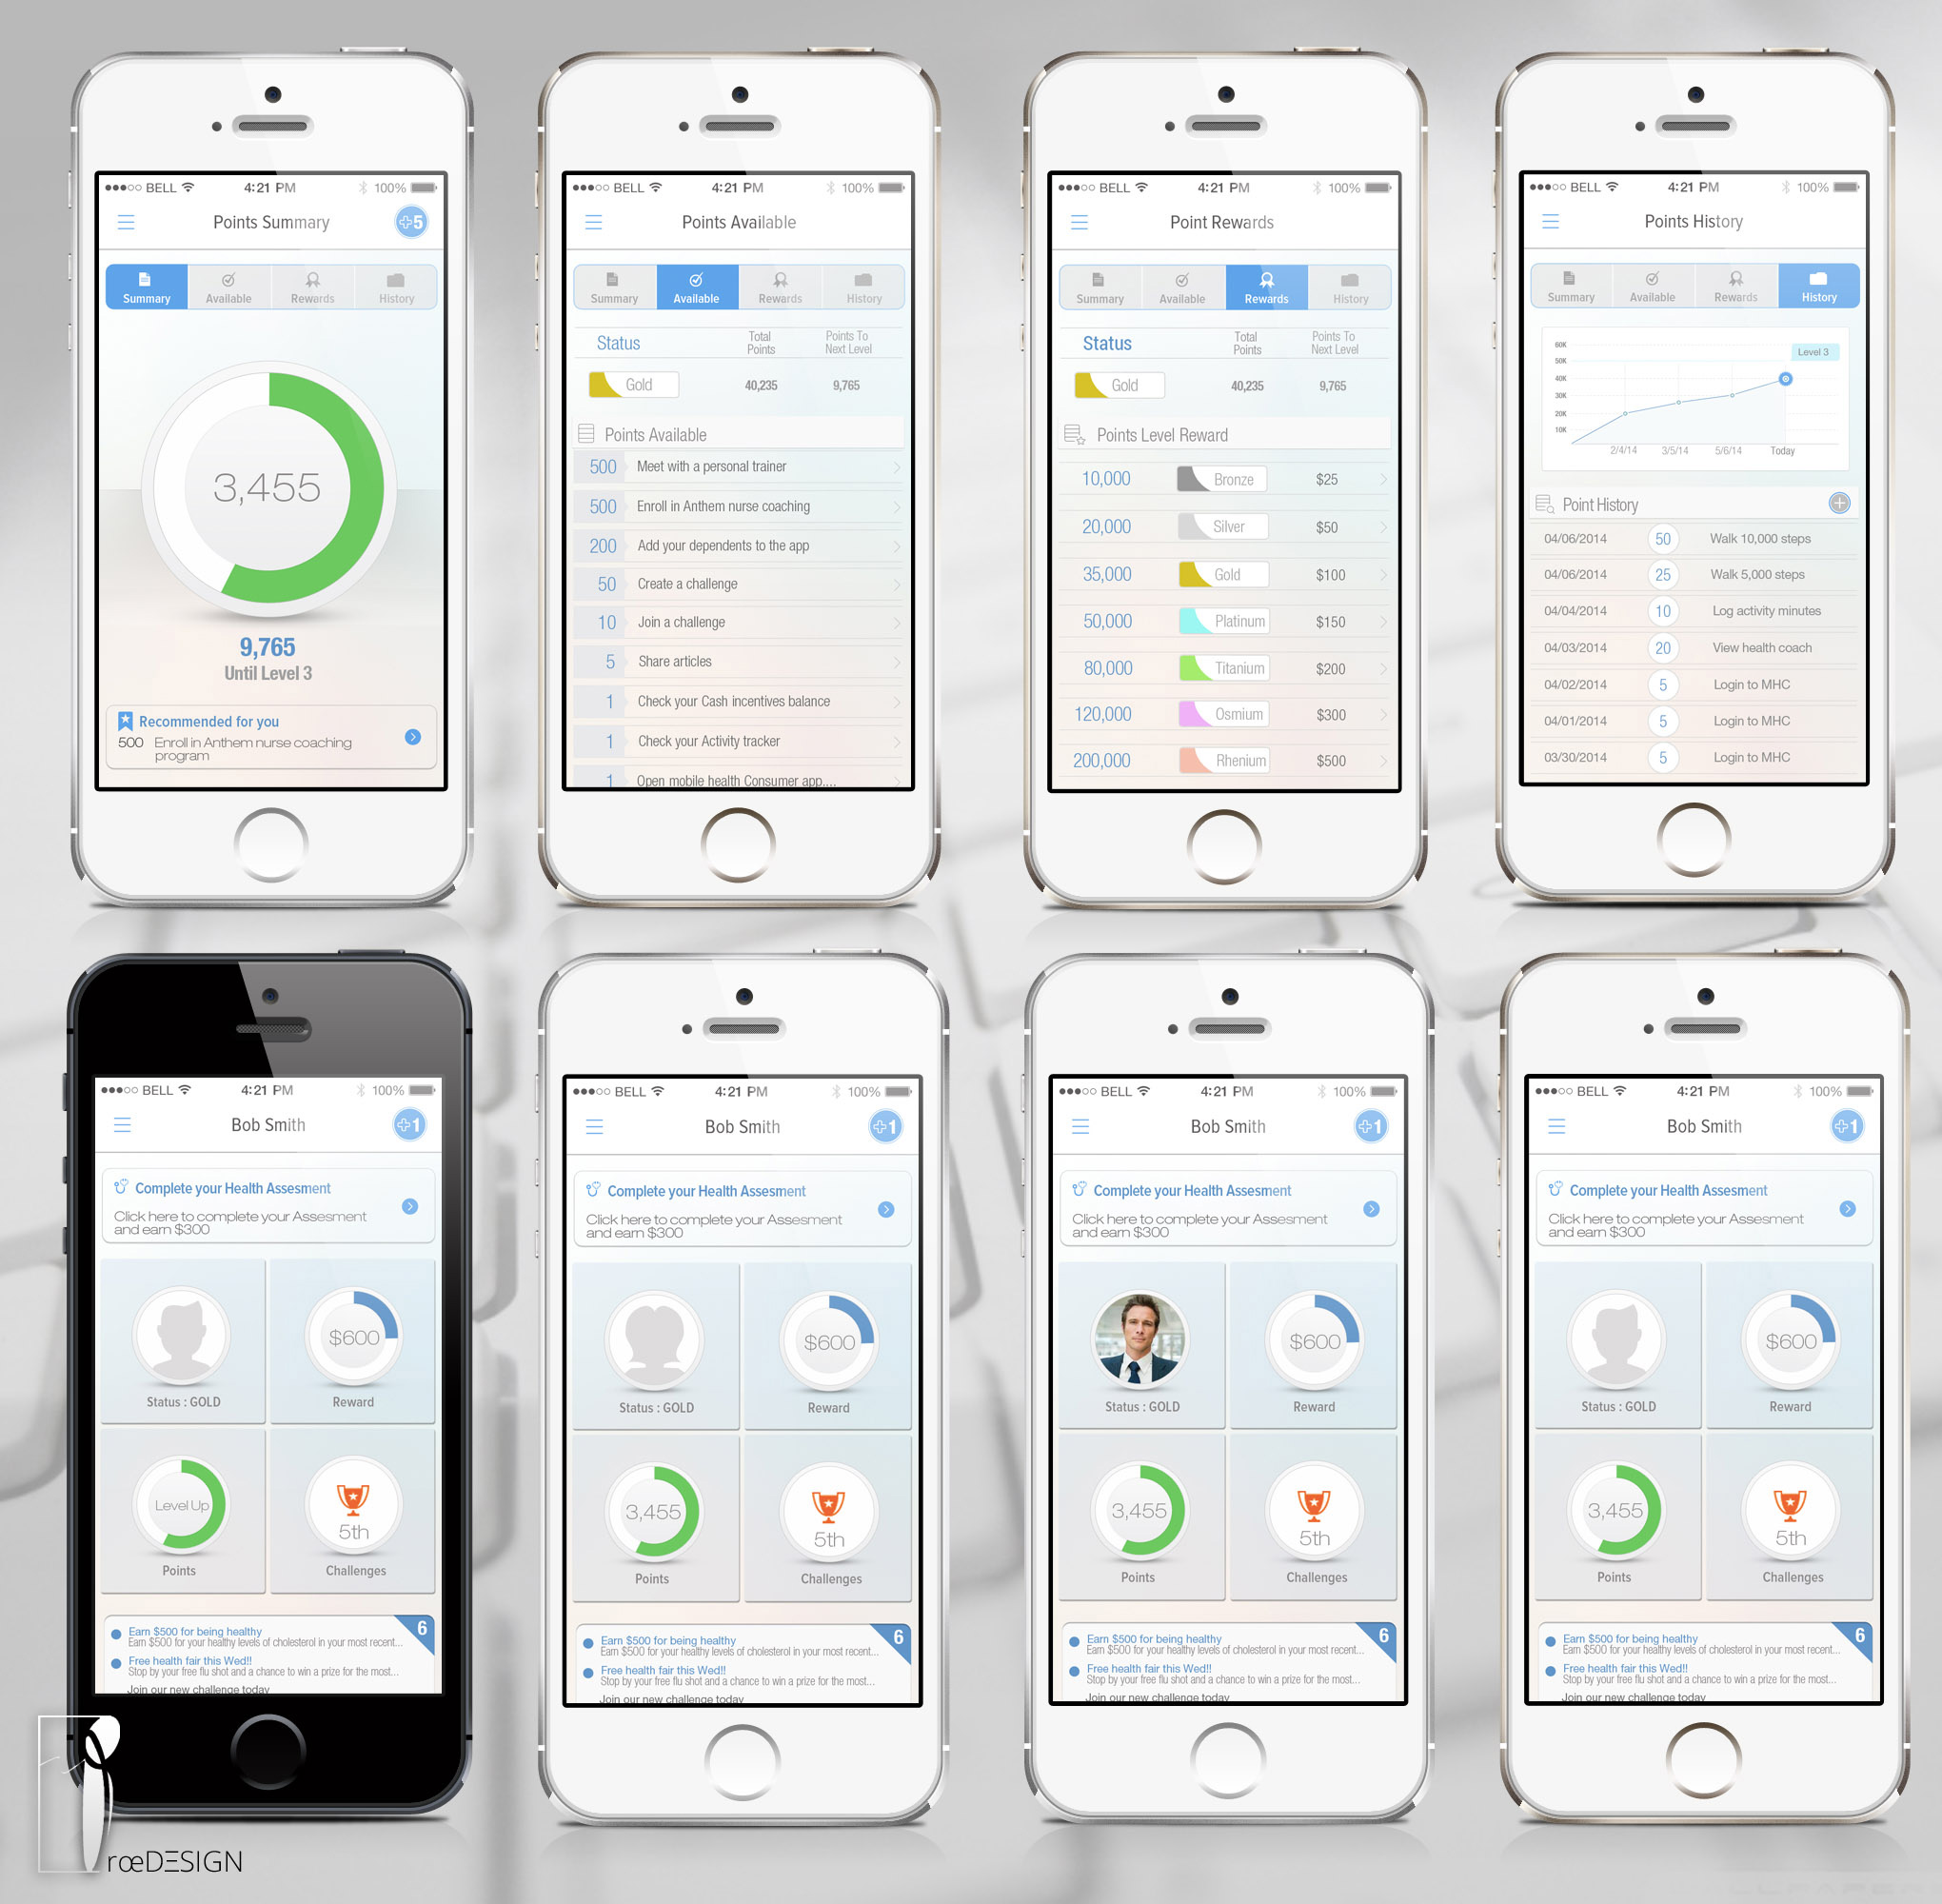 BELL 4:21 PM 100%
Points Summary +5
Summary Available Rewards History
3,455
9,765
Until Level 3
Recommended for you
500 Enroll in Anthem nurse coaching
program
BELL 4:21 PM 100%
Points Available
Summary Available Rewards History
Status Total Points Points To Next Level
Gold 40,235 9,765
Points Available
500 Meet with a personal trainer
500 Enroll in Anthem nurse coaching
200 Add your dependents to the app
50 Create a challenge
10 Join a challenge
5 Share articles
1 Check your Cash incentives balance
1 Check your Activity tracker
1 Open mobile health Consumer app....
BELL 4:21 PM 100%
Point Rewards
Summary Available Rewards History
Status Total Points Points To Next Level
Gold 40,235 9,765
Points Level Reward
10,000 Bronze $25
20,000 Silver $50
35,000 Gold $100
50,000 Platinum $150
80,000 Titanium $200
120,000 Osmium $300
200,000 Rhenium $500
BELL 4:21 PM 100%
Points History
Summary Available Rewards History
60K
Level 3
50K
40K
30K
20K
10K
2/4/14 3/5/14 5/6/14 Today
Point History
04/06/2014 50 Walk 10,000 steps
04/06/2014 25 Walk 5,000 steps
04/04/2014 10 Log activity minutes
04/03/2014 20 View health coach
04/02/2014 5 Login to MHC
04/01/2014 5 Login to MHC
03/30/2014 5 Login to MHC
BELL 4:21 PM 100%
Bob Smith +1
Complete your Health Assesment
Click here to complete your Assesment
and earn $300
$600
Status : GOLD Reward
Level Up 5th
Points Challenges
6
Earn $500 for being healthy
Earn $500 for your healthy levels of cholesterol in your most recent...
Free health fair this Wed!!
Stop by your free flu shot and a chance to win a prize for the most...
Join our new challenge today
BELL 4:21 PM 100%
Bob Smith +1
Complete your Health Assesment
Click here to complete your Assesment
and earn $300
$600
Status : GOLD Reward
3,455 5th
Points Challenges
6
Earn $500 for being healthy
Earn $500 for your healthy levels of cholesterol in your most recent...
Free health fair this Wed!!
Stop by your free flu shot and a chance to win a prize for the most...
Join our new challenge today
BELL 4:21 PM 100%
Bob Smith +1
Complete your Health Assesment
Click here to complete your Assesment
and earn $300
$600
Status : GOLD Reward
3,455 5th
Points Challenges
6
Earn $500 for being healthy
Earn $500 for your healthy levels of cholesterol in your most recent...
Free health fair this Wed!!
Stop by your free flu shot and a chance to win a prize for the most...
Join our new challenge today
BELL 4:21 PM 100%
Bob Smith +1
Complete your Health Assesment
Click here to complete your Assesment
and earn $300
$600
Status : GOLD Reward
3,455 5th
Points Challenges
6
Earn $500 for being healthy
Earn $500 for your healthy levels of cholesterol in your most recent...
Free health fair this Wed!!
Stop by your free flu shot and a chance to win a prize for the most...
Join our new challenge today
rœDESIGN